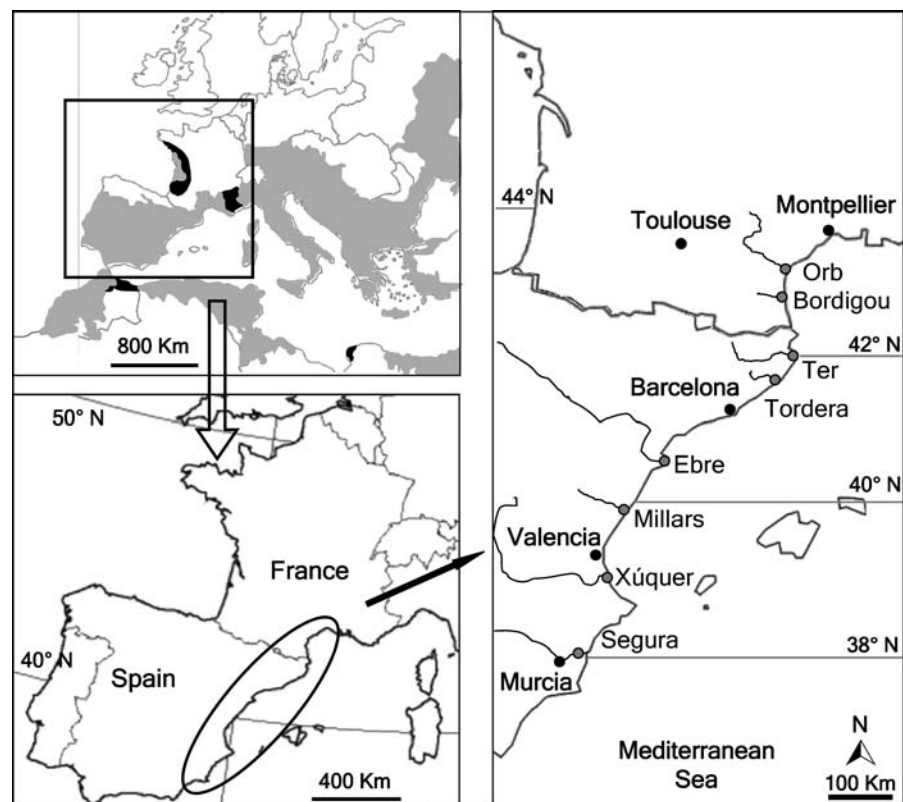 800 Km
50° N
France
40° N
Spain
400 Km
44° N
Toulouse
Montpellier
Orb
Bordigou
42° N
Ter
Barcelona
Tordera
Ebre
40° N
Millars
Valencia
Xúquer
Segura
38° N
Murcia
Mediterranean
Sea
N
100 Km